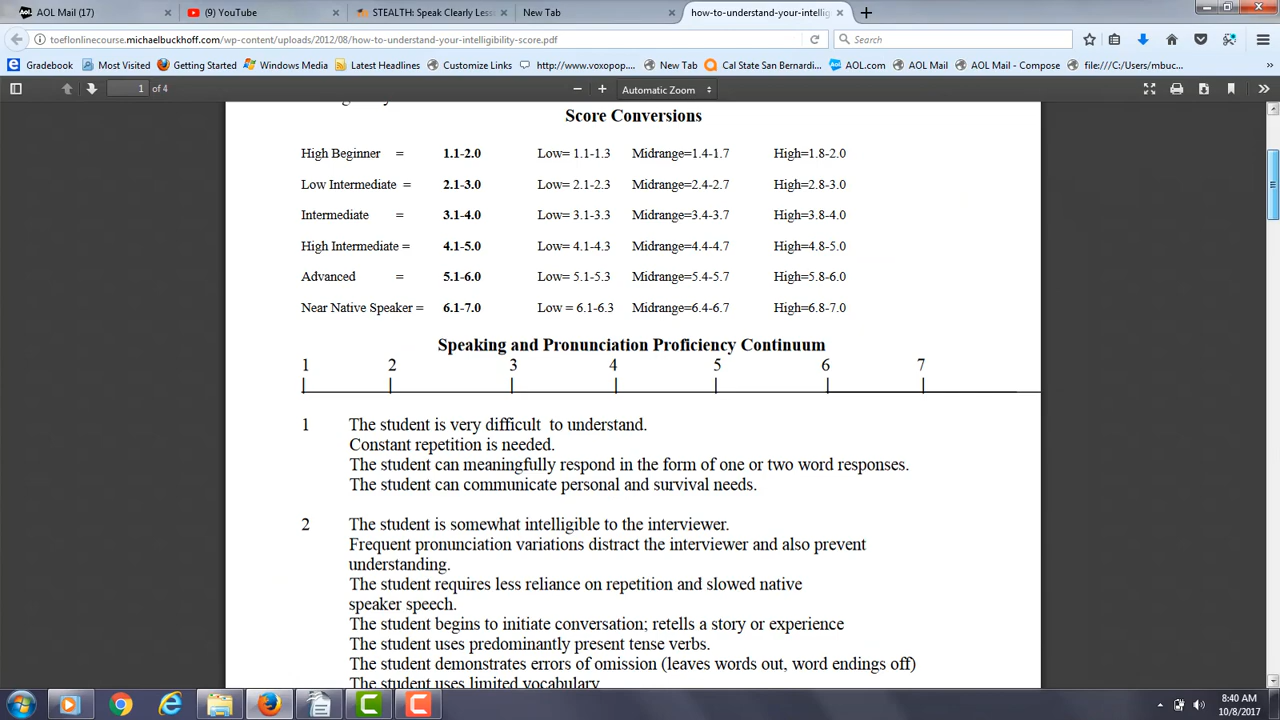 AOL Mail (17)
(9) YouTube
STEALTH: Speak Clearly Less
New Tab
how-to-understand-your-intellig
toeflonlinecourse.michaelbuckhoff.com/wp-content/uploads/2012/08/how-to-understand-your-intelligibility-score.pdf
Search
Gradebook
Most Visited
Getting Started
Windows Media
Latest Headlines
Customize Links
http://www.voxopop....
New Tab
Cal State San Bernardi...
AOL.com
AOL Mail
AOL Mail - Compose
file:///C:/Users/mbuc...
1 of 4
Automatic Zoom
Score Conversions
High Beginner = 1.1-2.0 Low= 1.1-1.3 Midrange=1.4-1.7 High=1.8-2.0
Low Intermediate = 2.1-3.0 Low= 2.1-2.3 Midrange=2.4-2.7 High=2.8-3.0
Intermediate = 3.1-4.0 Low= 3.1-3.3 Midrange=3.4-3.7 High=3.8-4.0
High Intermediate = 4.1-5.0 Low= 4.1-4.3 Midrange=4.4-4.7 High=4.8-5.0
Advanced = 5.1-6.0 Low= 5.1-5.3 Midrange=5.4-5.7 High=5.8-6.0
Near Native Speaker = 6.1-7.0 Low = 6.1-6.3 Midrange=6.4-6.7 High=6.8-7.0
Speaking and Pronunciation Proficiency Continuum
1 2 3 4 5 6 7
1 The student is very difficult to understand.
Constant repetition is needed.
The student can meaningfully respond in the form of one or two word responses.
The student can communicate personal and survival needs.
2 The student is somewhat intelligible to the interviewer.
Frequent pronunciation variations distract the interviewer and also prevent
understanding.
The student requires less reliance on repetition and slowed native
speaker speech.
The student begins to initiate conversation; retells a story or experience
The student uses predominantly present tense verbs.
The student demonstrates errors of omission (leaves words out, word endings off)
The student uses limited vocabulary
8:40 AM
10/8/2017